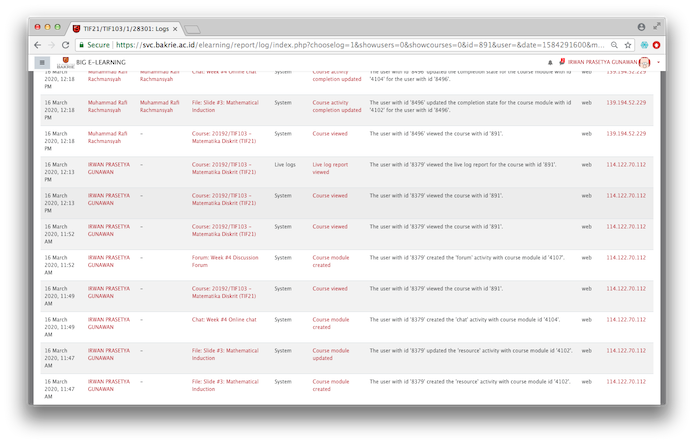 TIF21/TIF103/1/28301: Logs
Secure https://svc.bakrie.ac.id/elearning/report/log/index.php?chooselog=1&showusers=0&showcourses=0&id=891&user=&date=1584291600&m...
BAKRIE BIG E-LEARNING IRWAN PRASETYA GUNAWAN
16 March Muhammad Rafi Muhammad Rafi Chat: Week #4 Online chat System Course activity The user with id '8496' updated the completion state for the course module with id web 139.194.52.229
2020, 12:18 Rachmansyah Rachmansyah completion updated '4104' for the user with id '8496'.
PM
16 March Muhammad Rafi Muhammad Rafi File: Slide #3: Mathematical System Course activity The user with id '8496' updated the completion state for the course module with id web 139.194.52.229
2020, 12:18 Rachmansyah Rachmansyah Induction completion updated '4102' for the user with id '8496'.
PM
16 March Muhammad Rafi - Course: 20192/TIF103 - System Course viewed The user with id '8496' viewed the course with id '891'. web 139.194.52.229
2020, 12:18 Rachmansyah Matematika Diskrit (TIF21)
PM
16 March IRWAN PRASETYA - Course: 20192/TIF103 - Live logs Live log report The user with id '8379' viewed the live log report for the course with id '891'. web 114.122.70.112
2020, 12:13 GUNAWAN Matematika Diskrit (TIF21) viewed
PM
16 March IRWAN PRASETYA - Course: 20192/TIF103 - System Course viewed The user with id '8379' viewed the course with id '891'. web 114.122.70.112
2020, 12:13 GUNAWAN Matematika Diskrit (TIF21)
PM
16 March IRWAN PRASETYA - Course: 20192/TIF103 - System Course viewed The user with id '8379' viewed the course with id '891'. web 114.122.70.112
2020, 11:52 GUNAWAN Matematika Diskrit (TIF21)
AM
16 March IRWAN PRASETYA - Forum: Week #4 Discussion System Course module The user with id '8379' created the 'forum' activity with course module id '4107'. web 114.122.70.112
2020, 11:52 GUNAWAN Forum created
AM
16 March IRWAN PRASETYA - Course: 20192/TIF103 - System Course viewed The user with id '8379' viewed the course with id '891'. web 114.122.70.112
2020, 11:49 GUNAWAN Matematika Diskrit (TIF21)
AM
16 March IRWAN PRASETYA - Chat: Week #4 Online chat System Course module The user with id '8379' created the 'chat' activity with course module id '4104'. web 114.122.70.112
2020, 11:49 GUNAWAN created
AM
16 March IRWAN PRASETYA - File: Slide #3: Mathematical System Course module The user with id '8379' updated the 'resource' activity with course module id '4102'. web 114.122.70.112
2020, 11:47 GUNAWAN Induction updated
AM
16 March IRWAN PRASETYA - File: Slide #3: Mathematical System Course module The user with id '8379' created the 'resource' activity with course module id '4102'. web 114.122.70.112
2020, 11:47 GUNAWAN Induction created
AM